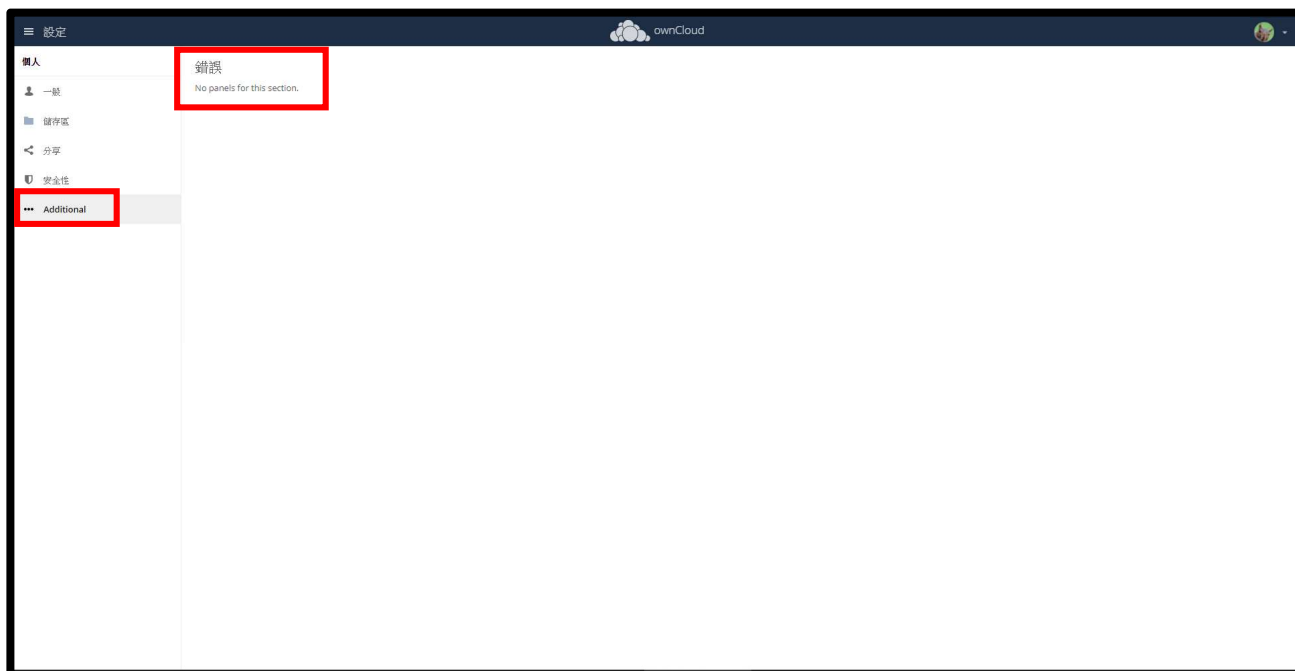 設定
ownCloud
個人
一般
儲存區
分享
安全性
Additional
錯誤
No panels for this section.